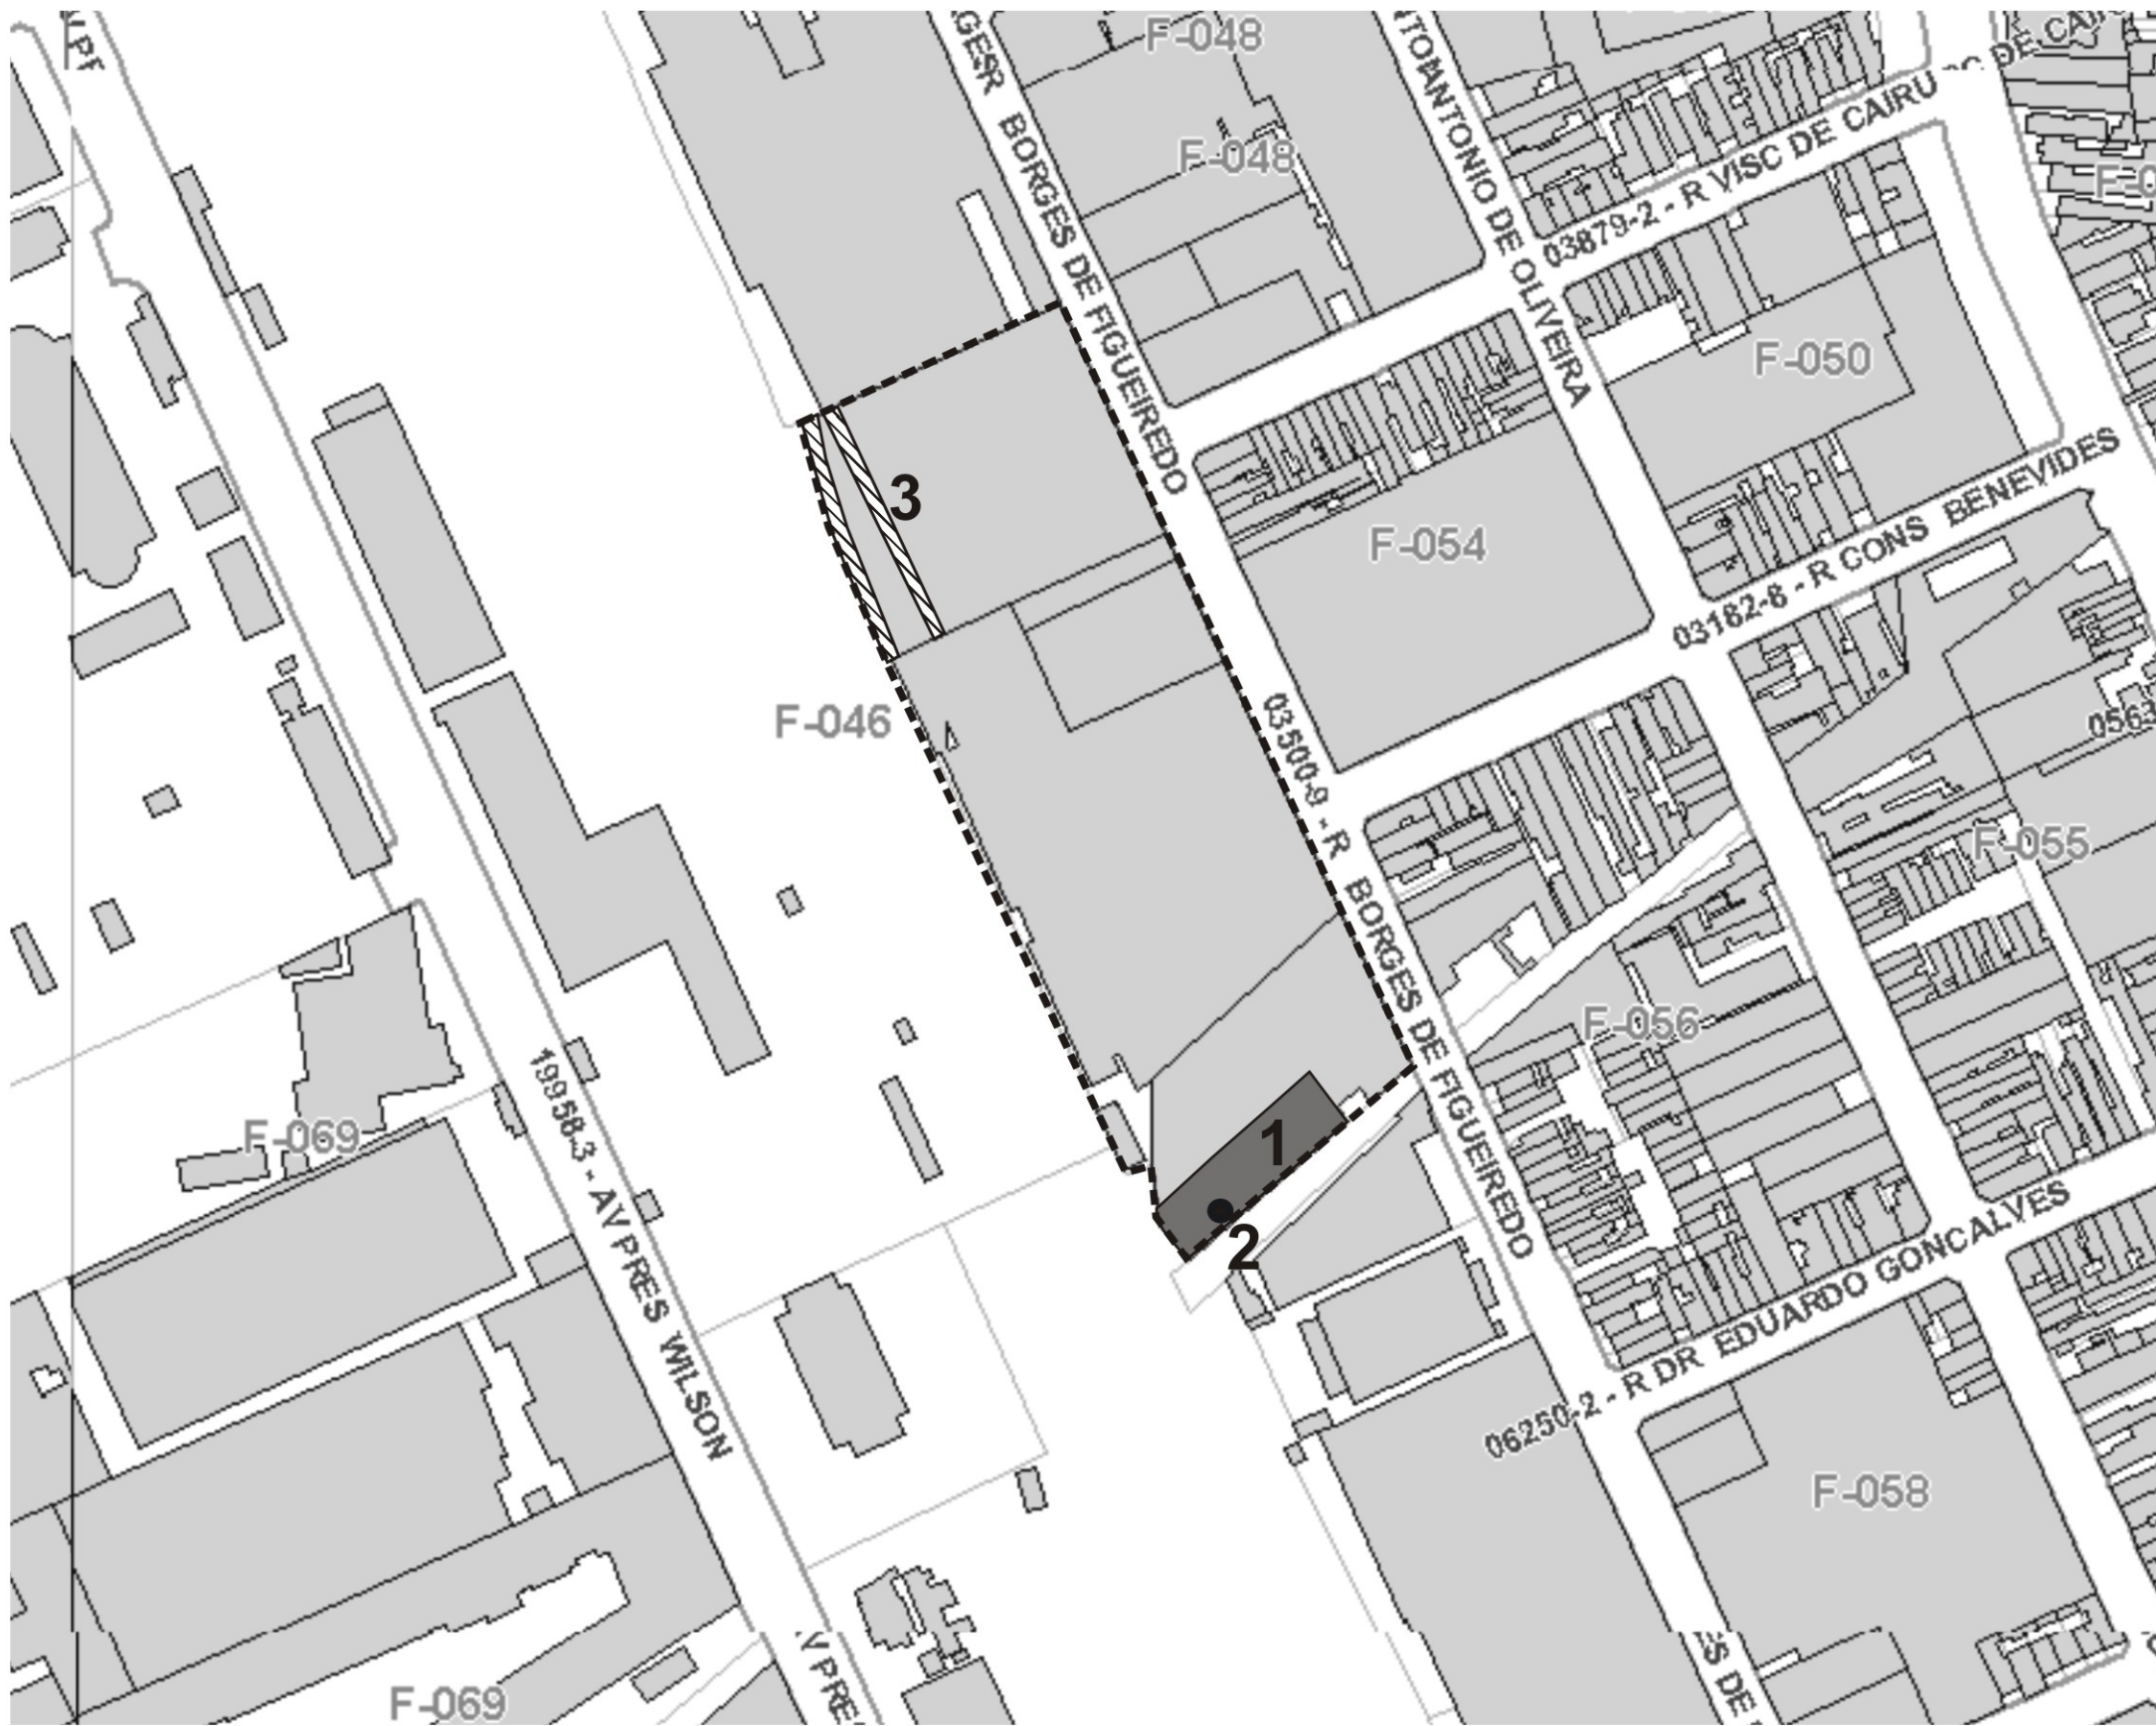 F-048
F-048
BORGES DE FIGUEIREDO
ANTONIO DE OLIVEIRA
03879-2 - R VISC DE CAIRU
F-050
3
F-054
03182-8 - R CONS BENEVIDES
F-046
03500-9 - R BORGES DE FIGUEIREDO
F-055
F-056
1
2
F-069
19958-3 - AV PRES WILSON
06250-2 - R DR EDUARDO GONCALVES
F-058
F-069